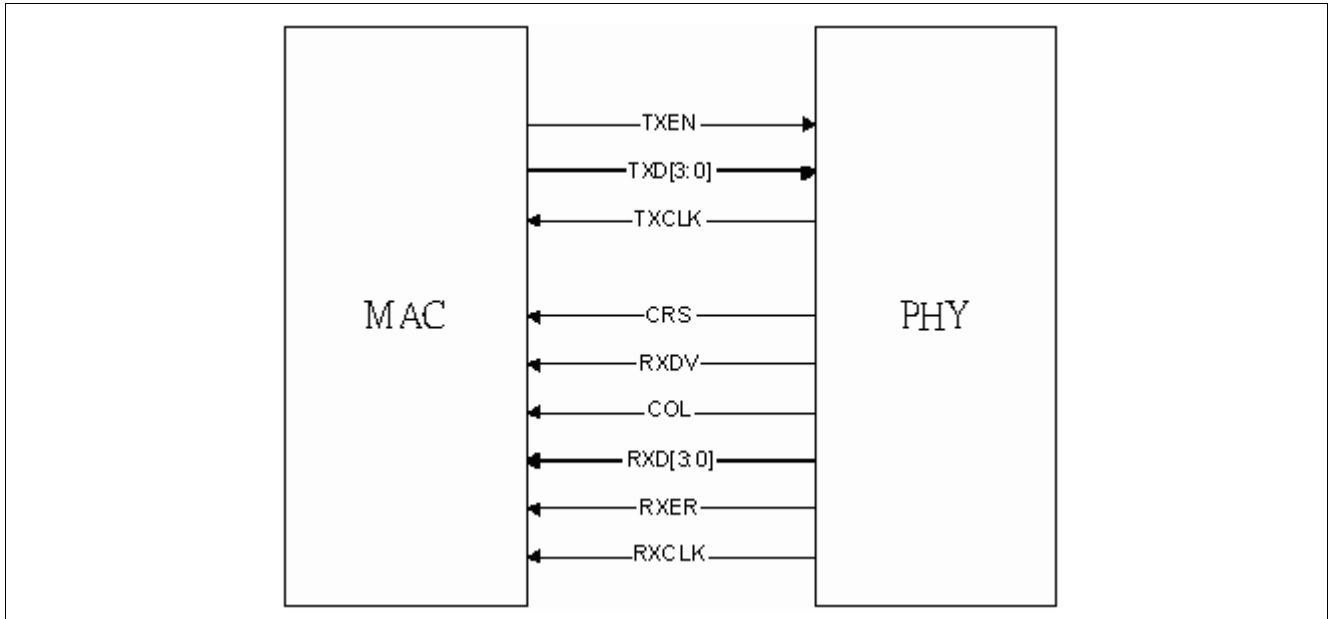 TXEN
TXD[3:0]
TXCLK
MAC
CRS
PHY
RXDV
COL
RXD[3:0]
RXER
RXCLK